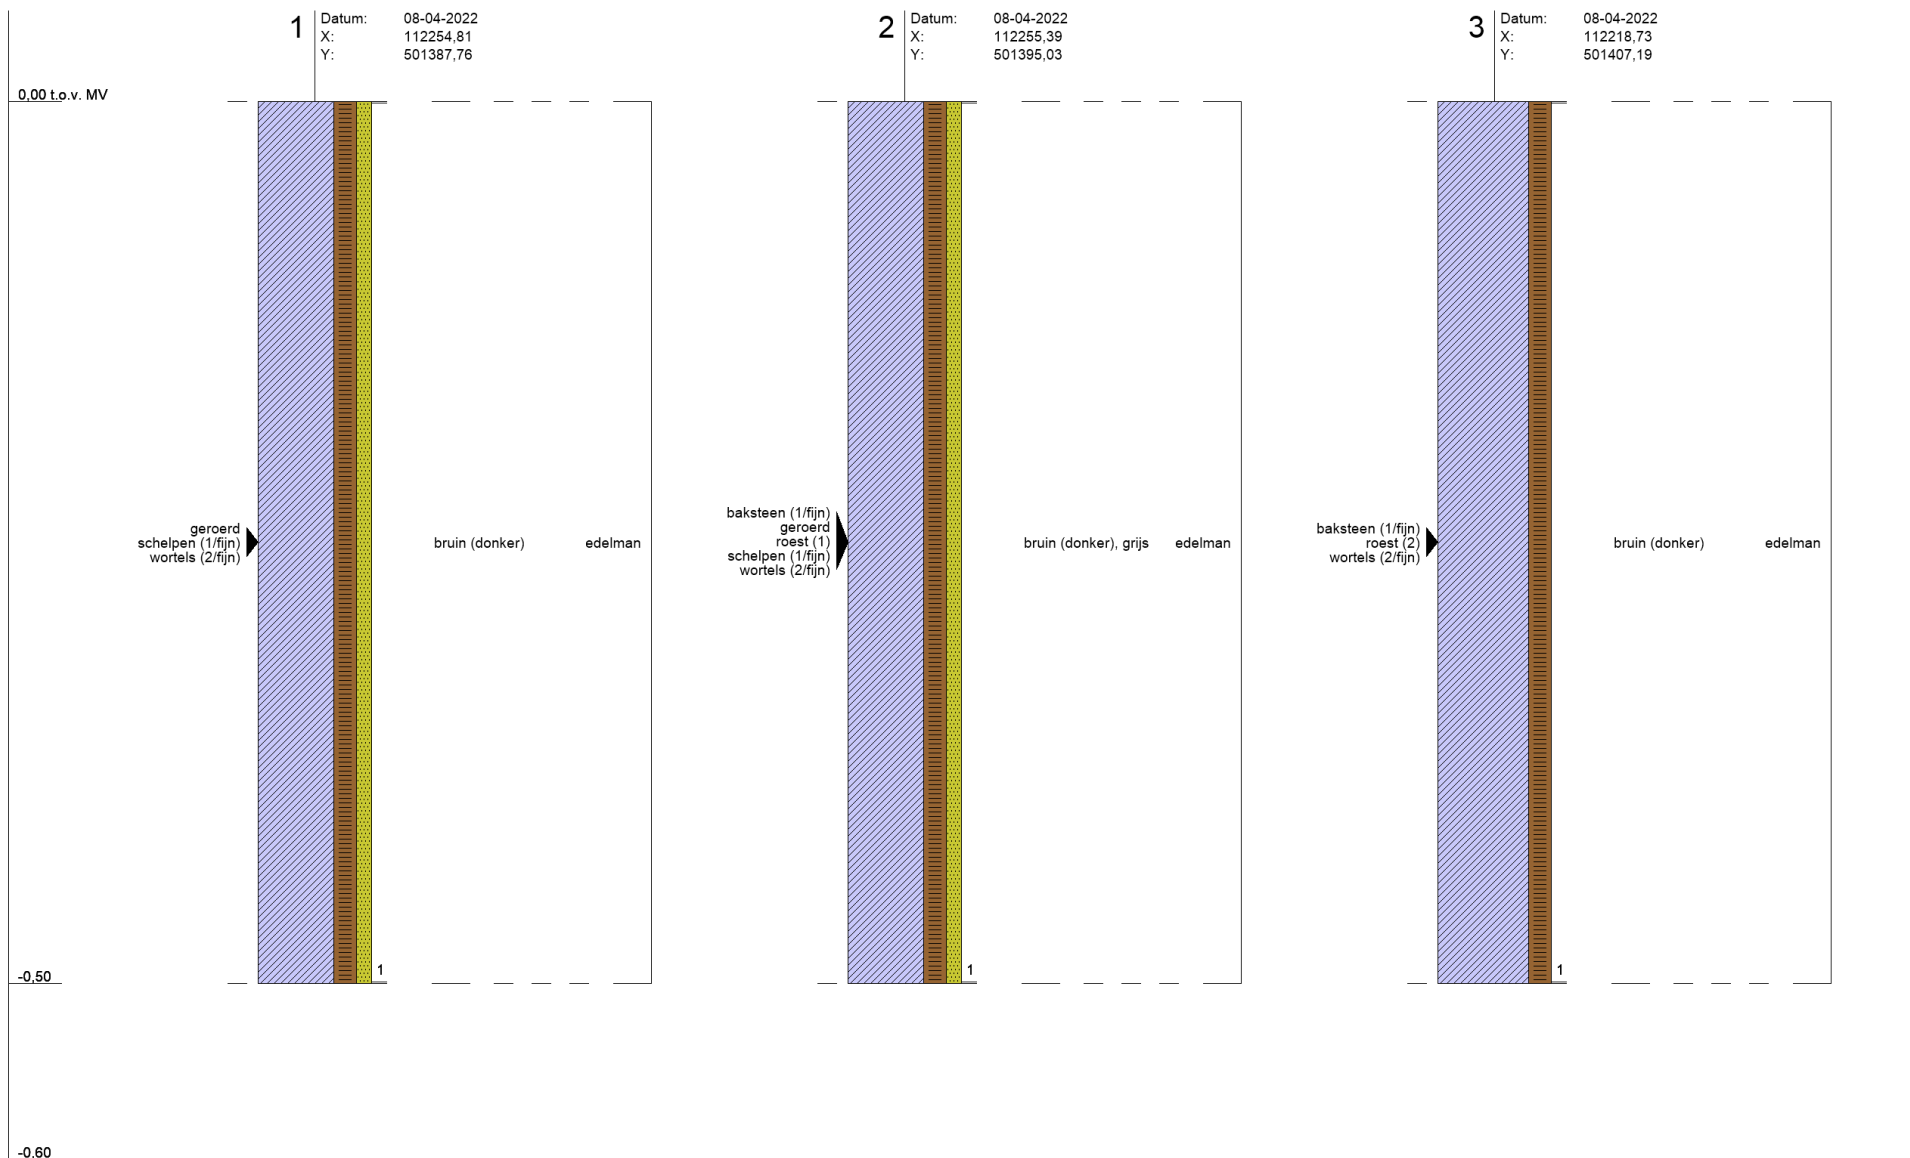 1
Datum: 08-04-2022
X: 112254,81
Y: 501387,76
2
Datum: 08-04-2022
X: 112255,39
Y: 501395,03
3
Datum: 08-04-2022
X: 112218,73
Y: 501407,19
0,00 t.o.v. MV
geroerd
schelpen (1/fijn)
wortels (2/fijn)
bruin (donker)
edelman
1
baksteen (1/fijn)
geroerd
roest (1)
schelpen (1/fijn)
wortels (2/fijn)
bruin (donker), grijs
edelman
1
baksteen (1/fijn)
roest (2)
wortels (2/fijn)
bruin (donker)
edelman
1
-0,50
-0,60